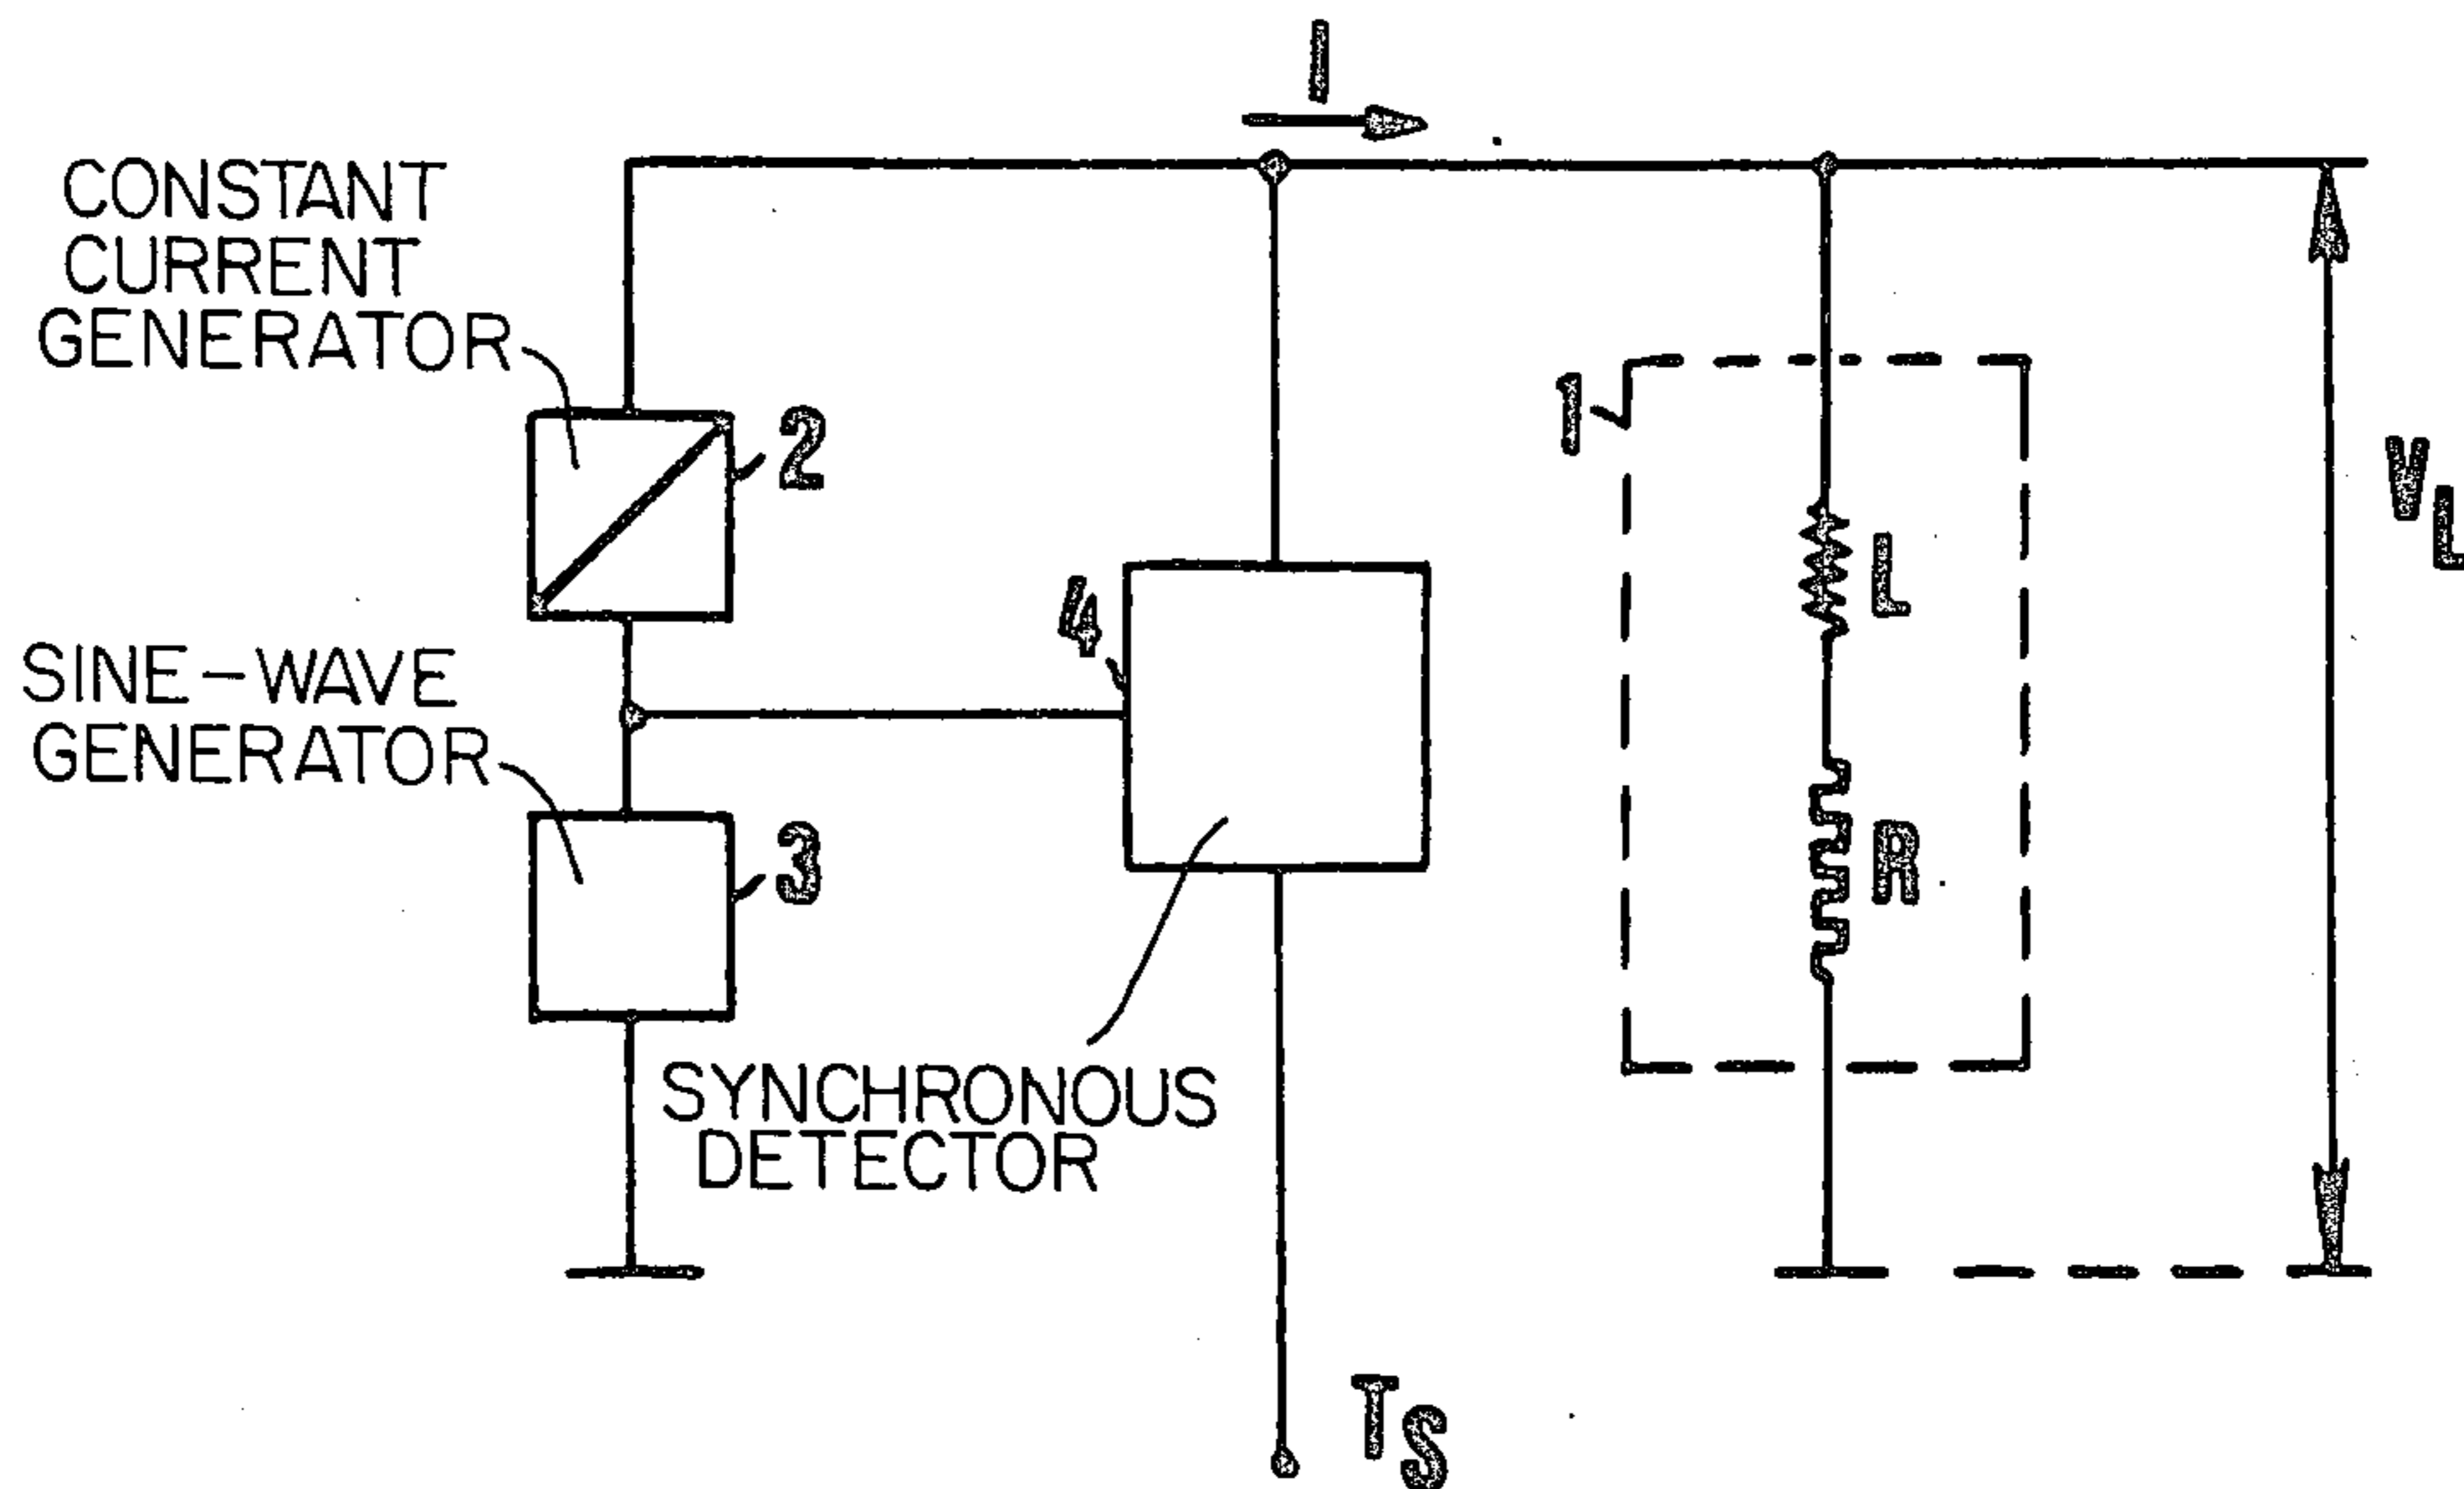 I
CONSTANT
CURRENT
GENERATOR
2
1
L
VL
SINE-WAVE
GENERATOR
4
3
R
SYNCHRONOUS
DETECTOR
TS